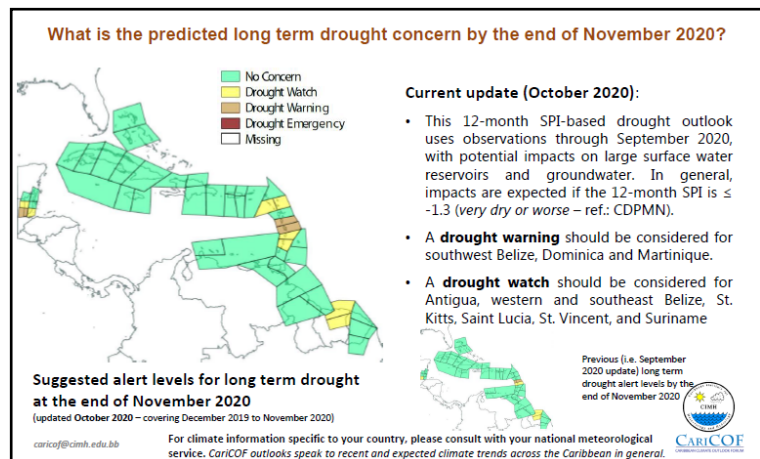 What is the predicted long term drought concern by the end of November 2020?
No Concern
Drought Watch
Drought Warning
Drought Emergency
Missing
Current update (October 2020):
• This 12-month SPI-based drought outlook
uses observations through September 2020,
with potential impacts on large surface water
reservoirs and groundwater. In general,
impacts are expected if the 12-month SPI is ≤
-1.3 (very dry or worse – ref.: CDPMN).
• A drought warning should be considered for
southwest Belize, Dominica and Martinique.
• A drought watch should be considered for
Antigua, western and southeast Belize, St.
Kitts, Saint Lucia, St. Vincent, and Suriname
Suggested alert levels for long term drought
at the end of November 2020
(updated October 2020 – covering December 2019 to November 2020)
Previous (i.e. September
2020 update) long term
drought alert levels by the
end of November 2020
CIMH
CARICOF
CARIBBEAN CLIMATE OUTLOOK FORUM
caricof@cimh.edu.bb
For climate information specific to your country, please consult with your national meteorological
service. CariCOF outlooks speak to recent and expected climate trends across the Caribbean in general.